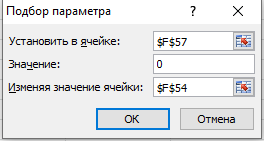 Подбор параметра
Установить в ячейке: $F$57
Значение: 0
Изменяя значение ячейки: $F$54
ОК Отмена